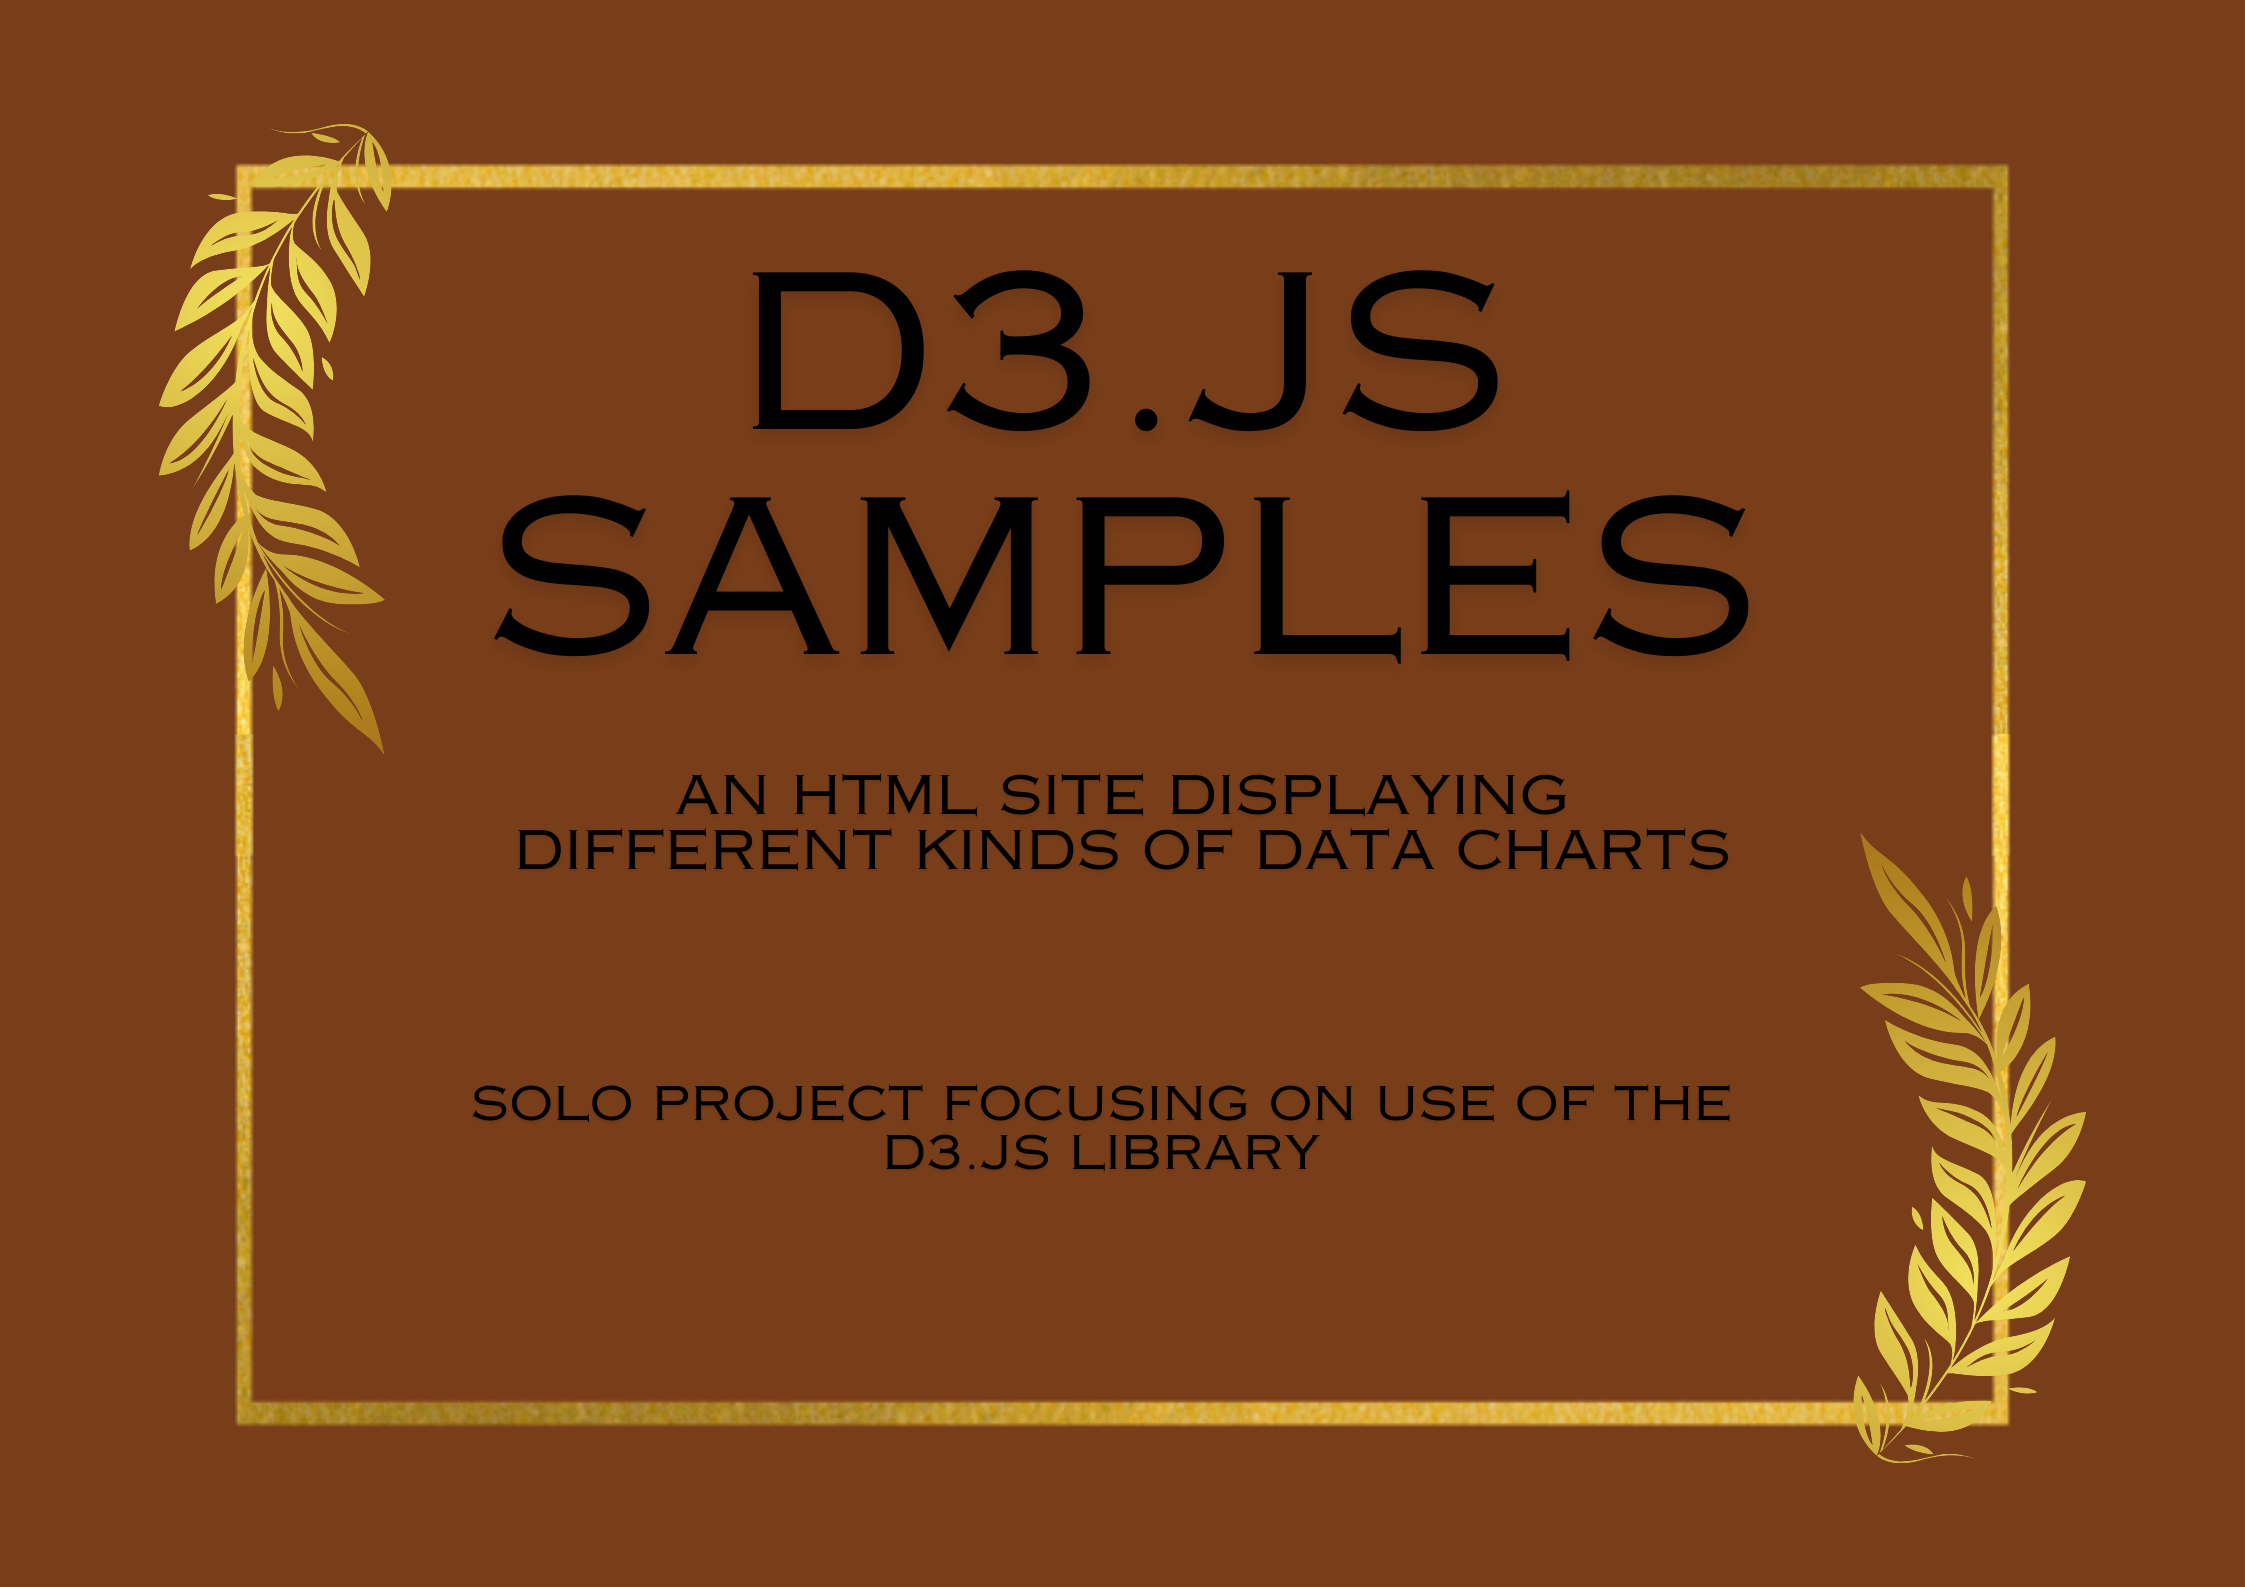 D3.JS
SAMPLES
AN HTML SITE DISPLAYING
DIFFERENT KINDS OF DATA CHARTS
SOLO PROJECT FOCUSING ON USE OF THE
D3.JS LIBRARY